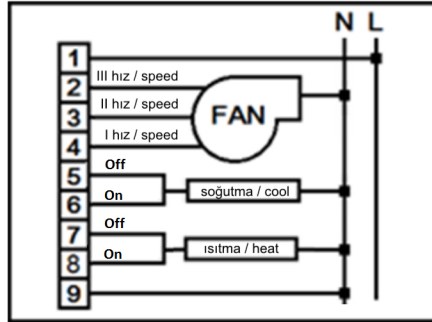 N L
1
2 III hız / speed
3 II hız / speed
4 I hız / speed
FAN
5 Off
6 On
soğutma / cool
7 Off
8 On
ısıtma / heat
9